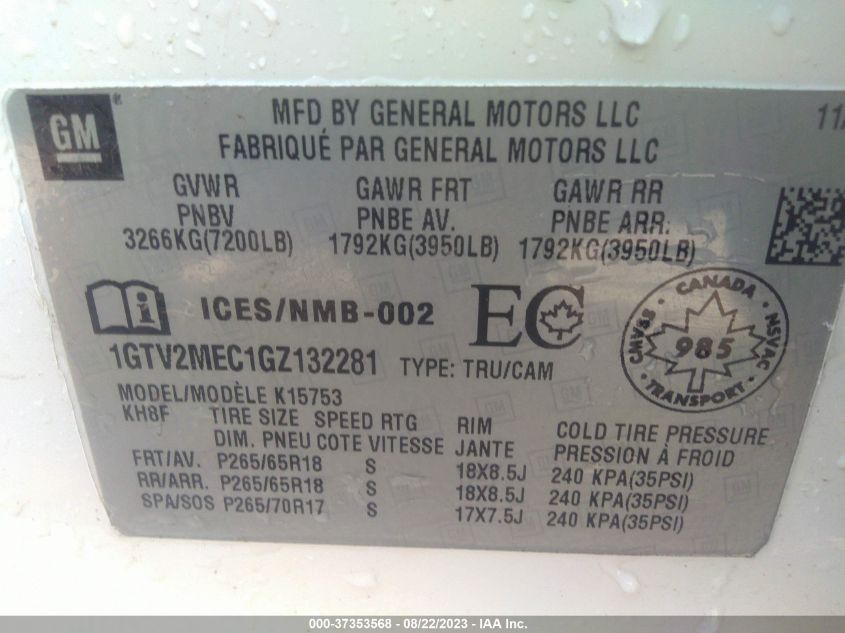 GM
MFD BY GENERAL MOTORS LLC
FABRIQUÉ PAR GENERAL MOTORS LLC
GVWR GAWR FRT GAWR RR
PNBV PNBE AV. PNBE ARR.
3266KG(7200LB) 1792KG(3950LB) 1792KG(3950LB)
i ICES/NMB-002 EC
CANADA
CMVSS 985 NSVAC
TRANSPORT
1GTV2MEC1GZ132281 TYPE: TRU/CAM
MODEL/MODÈLE K15753
KH8F TIRE SIZE SPEED RTG RIM COLD TIRE PRESSURE
DIM. PNEU COTE VITESSE JANTE PRESSION À FROID
FRT/AV. P265/65R18 S 18X8.5J 240 KPA(35PSI)
RR/ARR. P265/65R18 S 18X8.5J 240 KPA(35PSI)
SPA/SOS P265/70R17 S 17X7.5J 240 KPA(35PSI)
000-37353568 - 08/22/2023 - IAA Inc.